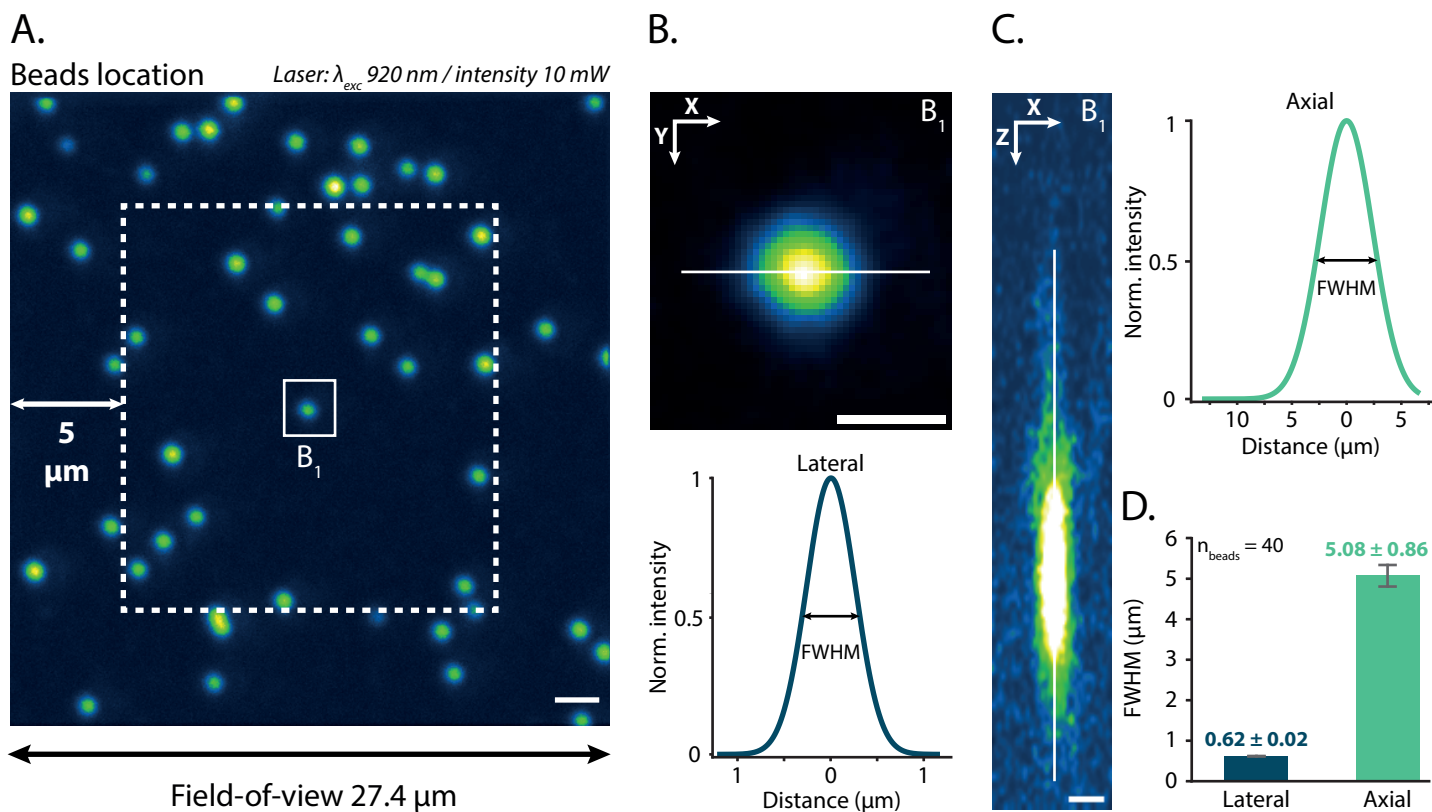 A.
Beads location
Laser: λexc 920 nm / intensity 10 mW
5
µm
B1
Field-of-view 27.4 µm
B.
X
Y
B1
Lateral
1
0.5
0
Norm. intensity
FWHM
1 0 1
Distance (µm)
C.
X
Z
B1
Axial
1
0.5
0
Norm. intensity
FWHM
10 5 0 5
Distance (µm)
D.
nbeads = 40
5.08 ± 0.86
0.62 ± 0.02
6
5
4
3
2
1
0
FWHM (µm)
Lateral Axial